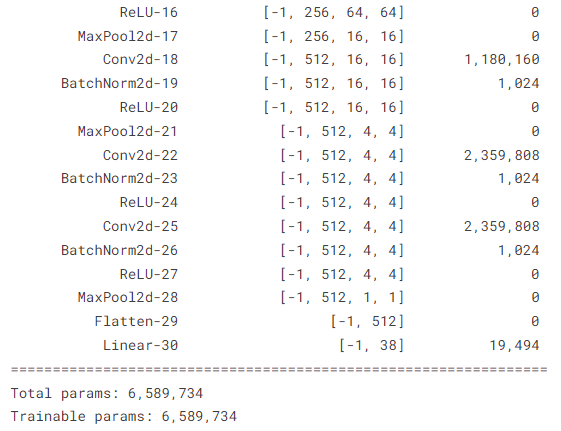 ReLU-16 [-1, 256, 64, 64] 0
MaxPool2d-17 [-1, 256, 16, 16] 0
Conv2d-18 [-1, 512, 16, 16] 1,180,160
BatchNorm2d-19 [-1, 512, 16, 16] 1,024
ReLU-20 [-1, 512, 16, 16] 0
MaxPool2d-21 [-1, 512, 4, 4] 0
Conv2d-22 [-1, 512, 4, 4] 2,359,808
BatchNorm2d-23 [-1, 512, 4, 4] 1,024
ReLU-24 [-1, 512, 4, 4] 0
Conv2d-25 [-1, 512, 4, 4] 2,359,808
BatchNorm2d-26 [-1, 512, 4, 4] 1,024
ReLU-27 [-1, 512, 4, 4] 0
MaxPool2d-28 [-1, 512, 1, 1] 0
Flatten-29 [-1, 512] 0
Linear-30 [-1, 38] 19,494
================================================================
Total params: 6,589,734
Trainable params: 6,589,734